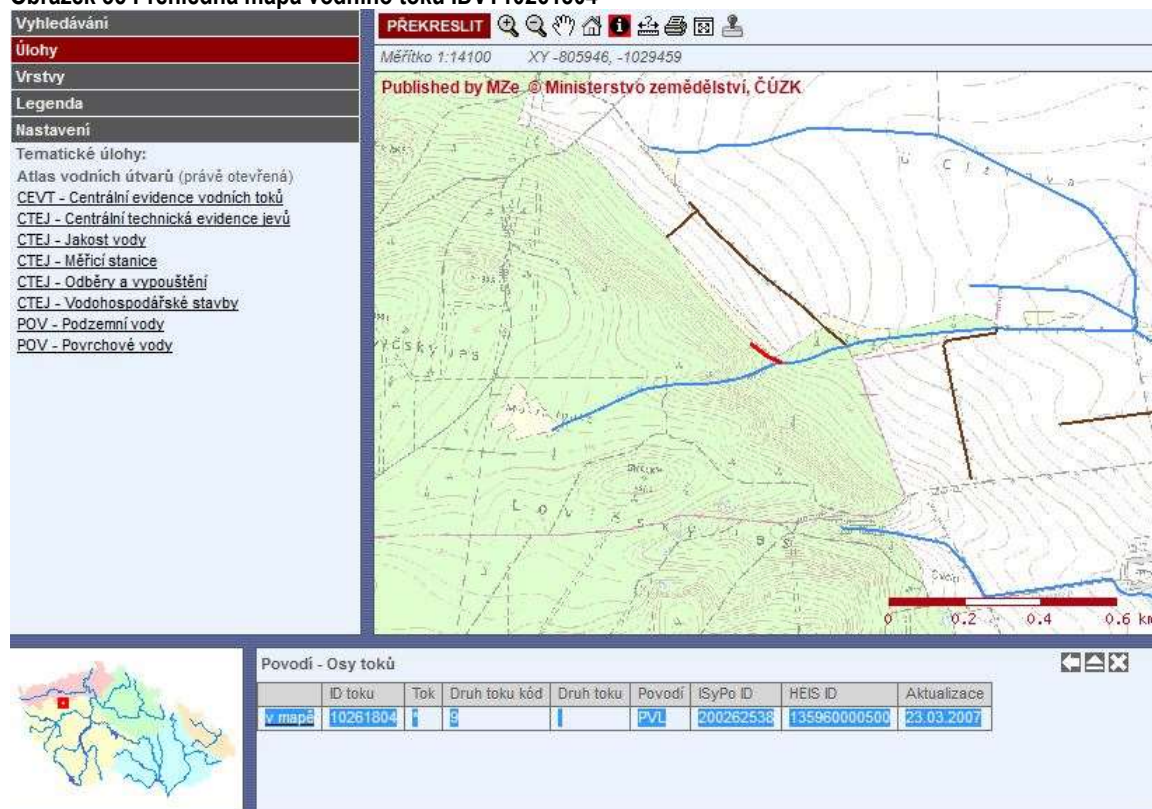 Vyhledávání
Úlohy
Vrstvy
Legenda
Nastavení
Tematické úlohy:
Atlas vodních útvarů (právě otevřená)
CEVT - Centrální evidence vodních toků
CTEJ - Centrální technická evidence jevů
CTEJ - Jakost vody
CTEJ - Měřicí stanice
CTEJ - Odběry a vypouštění
CTEJ - Vodohospodářské stavby
POV - Podzemní vody
POV - Povrchové vody
PŘEKRESLIT
Měřítko 1:14100 XY -805946, -1029459
Published by MZe © Ministerstvo zemědělství, ČÚZK
0 0.2 0.4 0.6 km
Povodí - Osy toků
ID toku Tok Druh toku kód Druh toku Povodí ISyPo ID HEIS ID Aktualizace
v mapě 10261804 * 9 PVL 200262538 135960000500 23.03.2007